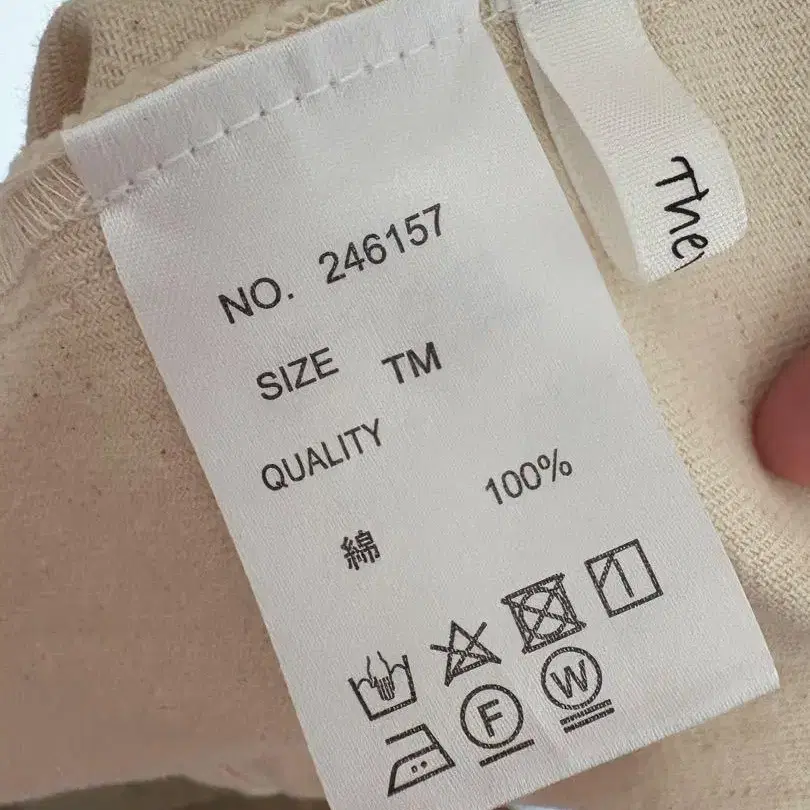 NO. 246157
SIZE TM
QUALITY
綿 100%
F W
The